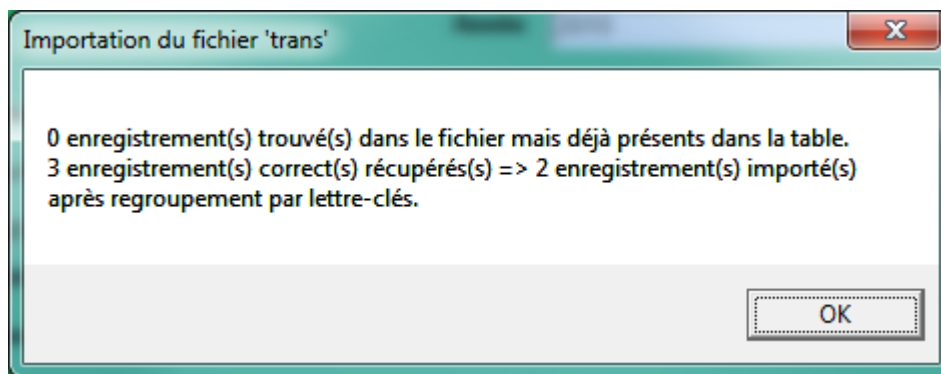 Importation du fichier 'trans'
0 enregistrement(s) trouvé(s) dans le fichier mais déjà présents dans la table.
3 enregistrement(s) correct(s) récupérés(s) => 2 enregistrement(s) importé(s)
après regroupement par lettre-clés.
OK